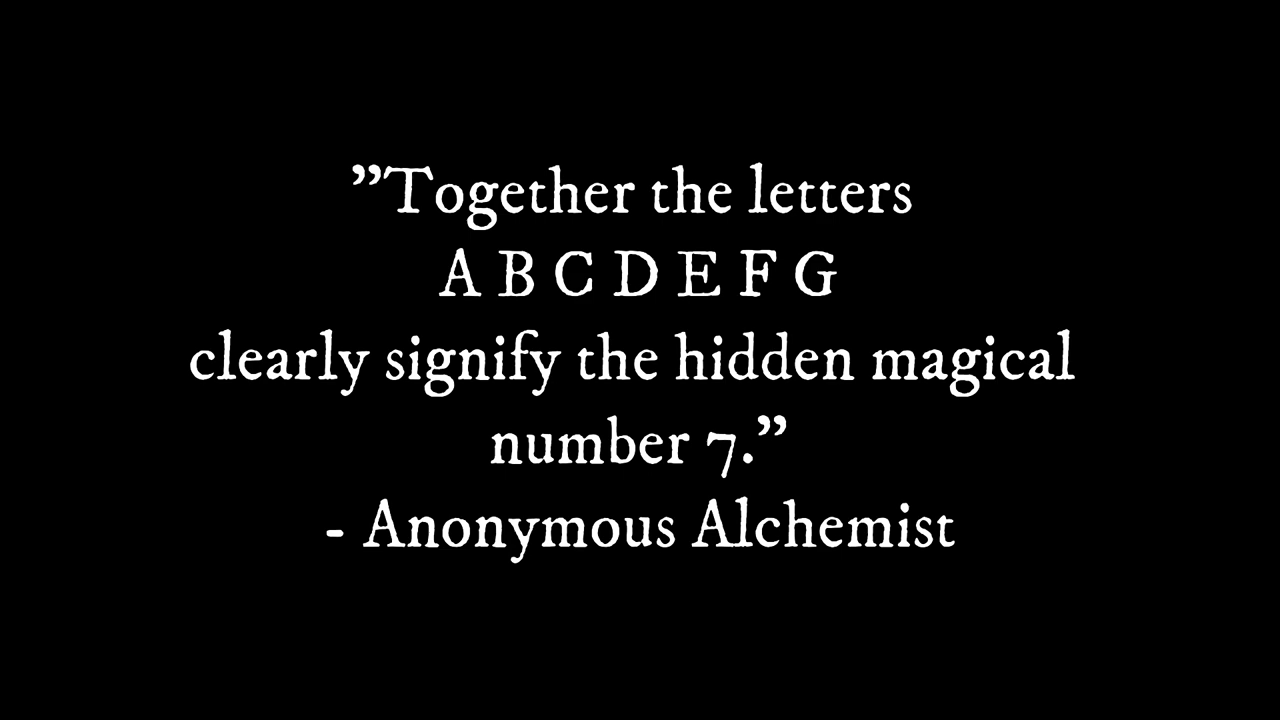 ”Together the letters
A B C D E F G
clearly signify the hidden magical
number 7.”
- Anonymous Alchemist